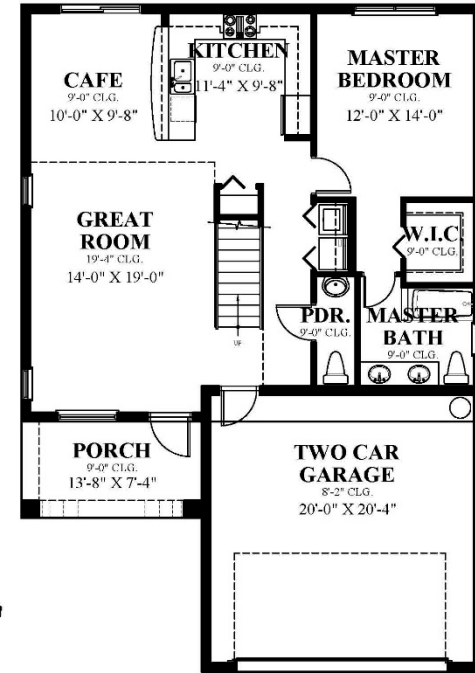 CAFE
9'-0" CLG.
10'-0" X 9'-8"
KITCHEN
9'-0" CLG.
11'-4" X 9'-8"
MASTER
BEDROOM
9'-0" CLG.
12'-0" X 14'-0"
GREAT
ROOM
19'-4" CLG.
14'-0" X 19'-0"
UP
W.I.C.
9'-0" CLG.
PDR.
9'-0" CLG.
MASTER
BATH
9'-0" CLG.
PORCH
9'-0" CLG.
13'-8" X 7'-4"
TWO CAR
GARAGE
8'-2" CLG.
20'-0" X 20'-4"